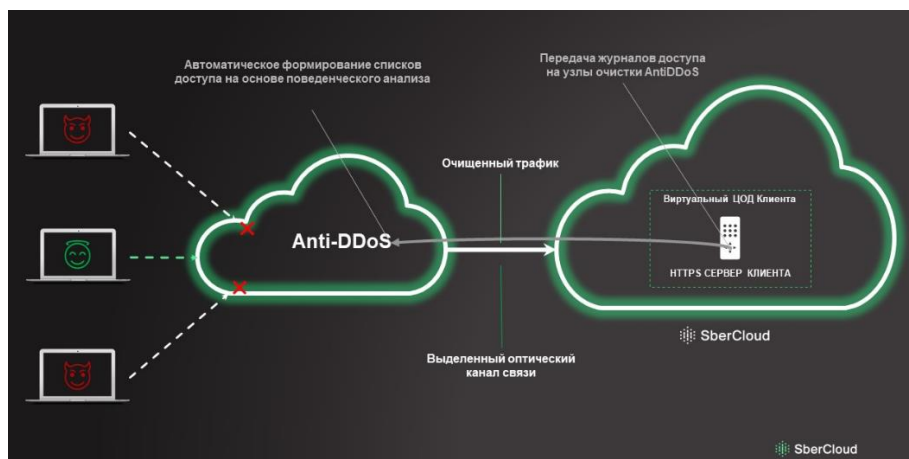 Автоматическое формирование списков
доступа на основе поведенческого анализа
Передача журналов доступа
на узлы очистки AntiDDoS
Очищенный трафик
Виртуальный ЦОД Клиента
Anti-DDoS
HTTPS СЕРВЕР КЛИЕНТА
SberCloud
Выделенный оптический
канал связи
SberCloud